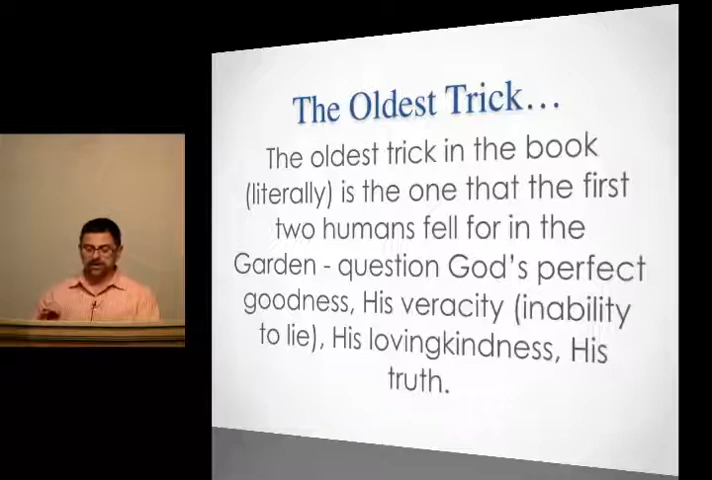 The Oldest Trick...
The oldest trick in the book
(literally) is the one that the first
two humans fell for in the
Garden - question God's perfect
goodness, His veracity (inability
to lie), His lovingkindness, His
truth.